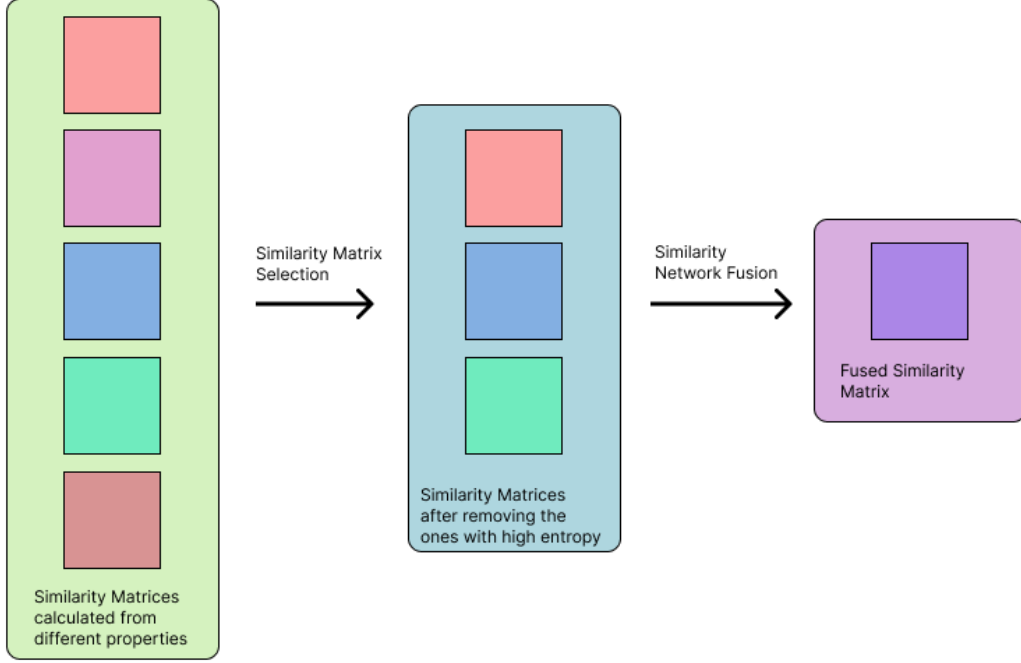 Similarity Matrices
calculated from
different properties
Similarity Matrix
Selection
Similarity Matrices
after removing the
ones with high entropy
Similarity
Network Fusion
Fused Similarity
Matrix